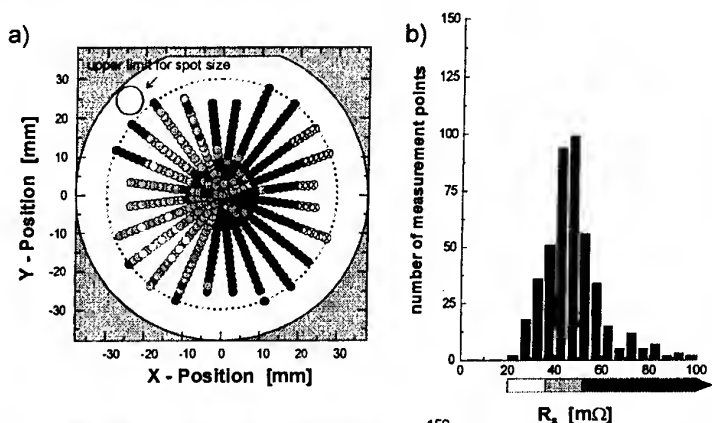 a)
upper limit for spot size
30
20
10
0
-10
-20
-30
Y - Position [mm]
-30 -20 -10 0 10 20 30
X - Position [mm]
b)
150
125
100
75
50
25
0
number of measurement points
0 20 40 60 80 100
Rs [mΩ]
150